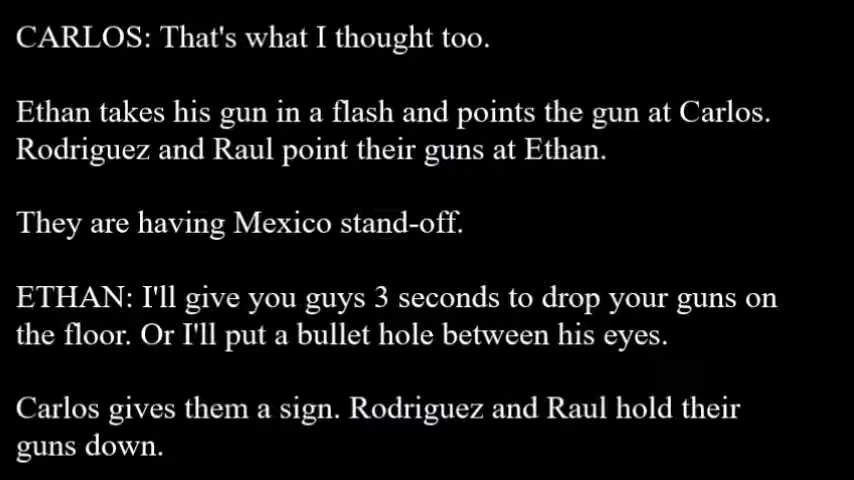 CARLOS: That's what I thought too.
Ethan takes his gun in a flash and points the gun at Carlos.
Rodriguez and Raul point their guns at Ethan.
They are having Mexico stand-off.
ETHAN: I'll give you guys 3 seconds to drop your guns on
the floor. Or I'll put a bullet hole between his eyes.
Carlos gives them a sign. Rodriguez and Raul hold their
guns down.